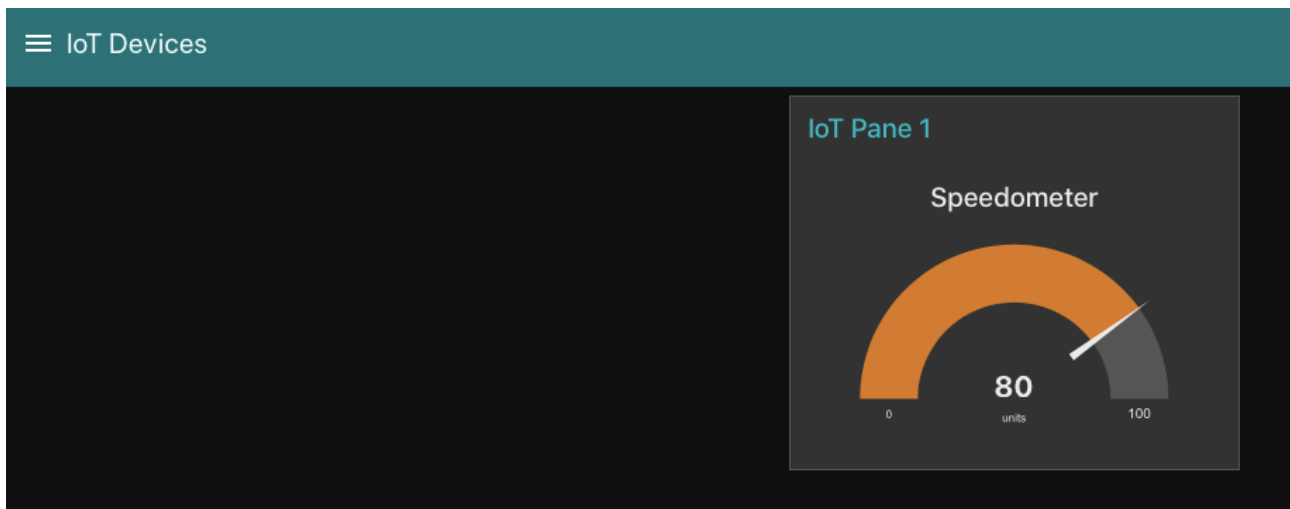 IoT Devices
IoT Pane 1
Speedometer
80
0
units
100